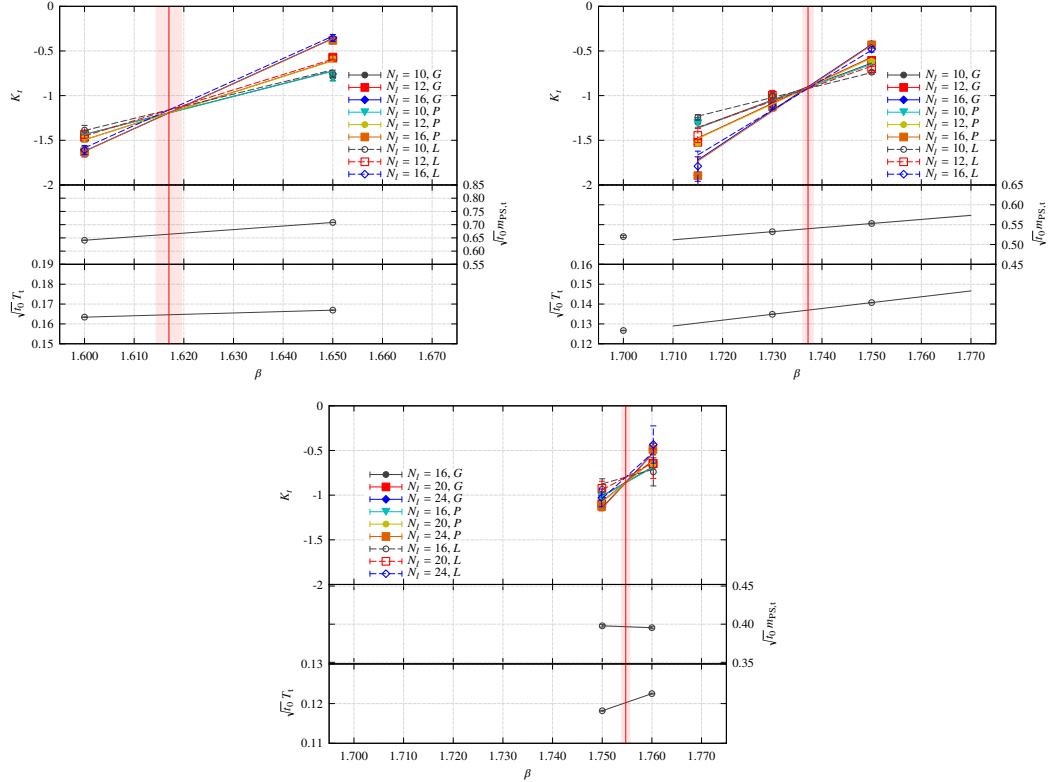 0
-0.5
-1
-1.5
-2
K_t
N_l = 10, G
N_l = 12, G
N_l = 16, G
N_l = 10, P
N_l = 12, P
N_l = 16, P
N_l = 10, L
N_l = 12, L
N_l = 16, L
0.85
0.80
0.75
0.70
0.65
0.60
0.55
√t0 m_PS,t
0.19
0.18
0.17
0.16
0.15
√t0 T_t
1.600 1.610 1.620 1.630 1.640 1.650 1.660 1.670
β
0
-0.5
-1
-1.5
-2
K_t
N_l = 10, G
N_l = 12, G
N_l = 16, G
N_l = 10, P
N_l = 12, P
N_l = 16, P
N_l = 10, L
N_l = 12, L
N_l = 16, L
0.65
0.60
0.55
0.50
0.45
√t0 m_PS,t
0.16
0.15
0.14
0.13
0.12
√t0 T_t
1.700 1.710 1.720 1.730 1.740 1.750 1.760 1.770
β
0
-0.5
-1
-1.5
-2
K_t
N_l = 16, G
N_l = 20, G
N_l = 24, G
N_l = 16, P
N_l = 20, P
N_l = 24, P
N_l = 16, L
N_l = 20, L
N_l = 24, L
0.45
0.40
0.35
√t0 m_PS,t
0.13
0.12
0.11
√t0 T_t
1.700 1.710 1.720 1.730 1.740 1.750 1.760 1.770
β